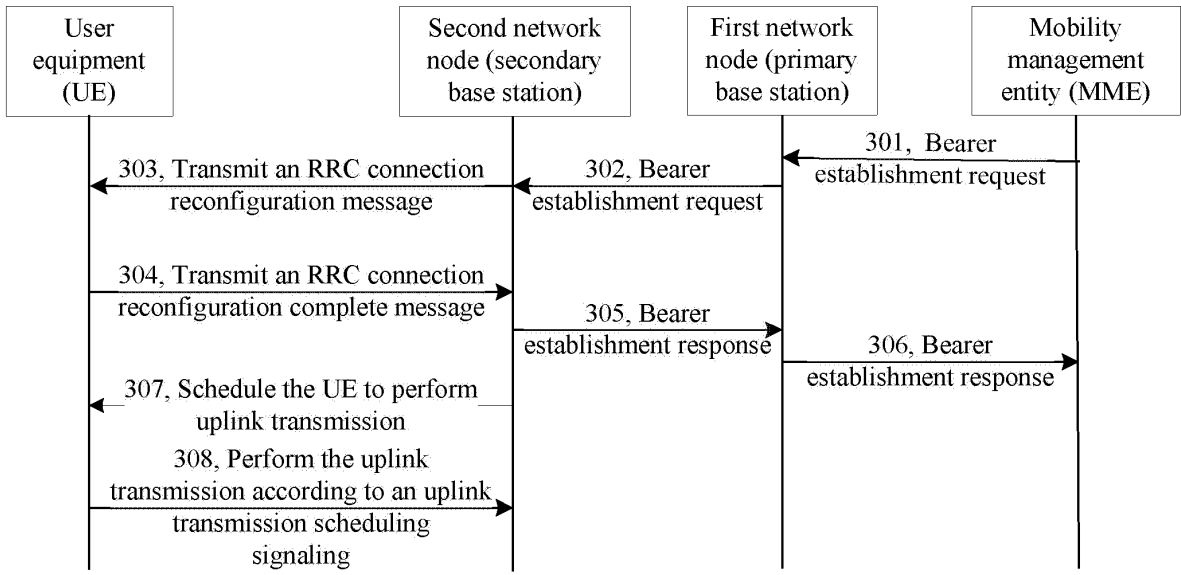 User
equipment
(UE)
Second network
node (secondary
base station)
First network
node (primary
base station)
Mobility
management
entity (MME)
301, Bearer
establishment request
302, Bearer
establishment request
303, Transmit an RRC connection
reconfiguration message
304, Transmit an RRC connection
reconfiguration complete message
305, Bearer
establishment response
306, Bearer
establishment response
307, Schedule the UE to perform
uplink transmission
308, Perform the uplink
transmission according to an uplink
transmission scheduling
signaling